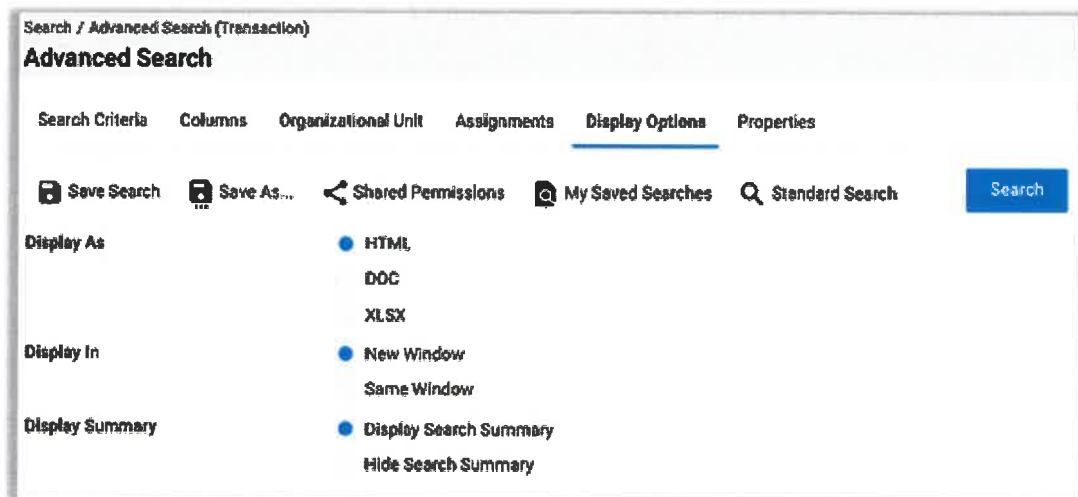 Search / Advanced Search (Transaction)
Advanced Search
Search Criteria Columns Organizational Unit Assignments Display Options Properties
Save Search Save As... Shared Permissions My Saved Searches Standard Search Search
Display As HTML
DOC
XLSX
Display In New Window
Same Window
Display Summary Display Search Summary
Hide Search Summary